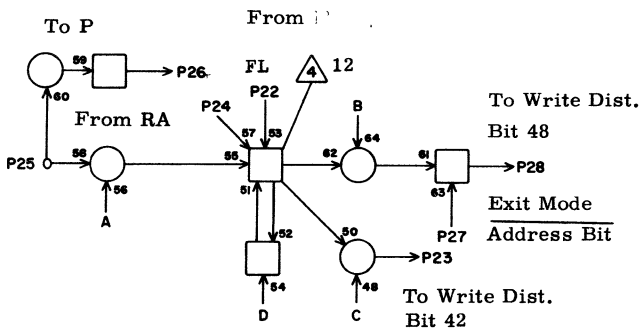 From
To P
59
P26
60
FL
4
12
P24
P22
B
To Write Dist.
Bit 48
From RA
57
53
64
P25
56
55
62
61
P28
56
A
51
63
52
50
P27
Exit Mode
Address Bit
P23
54
48
D
C
To Write Dist.
Bit 42